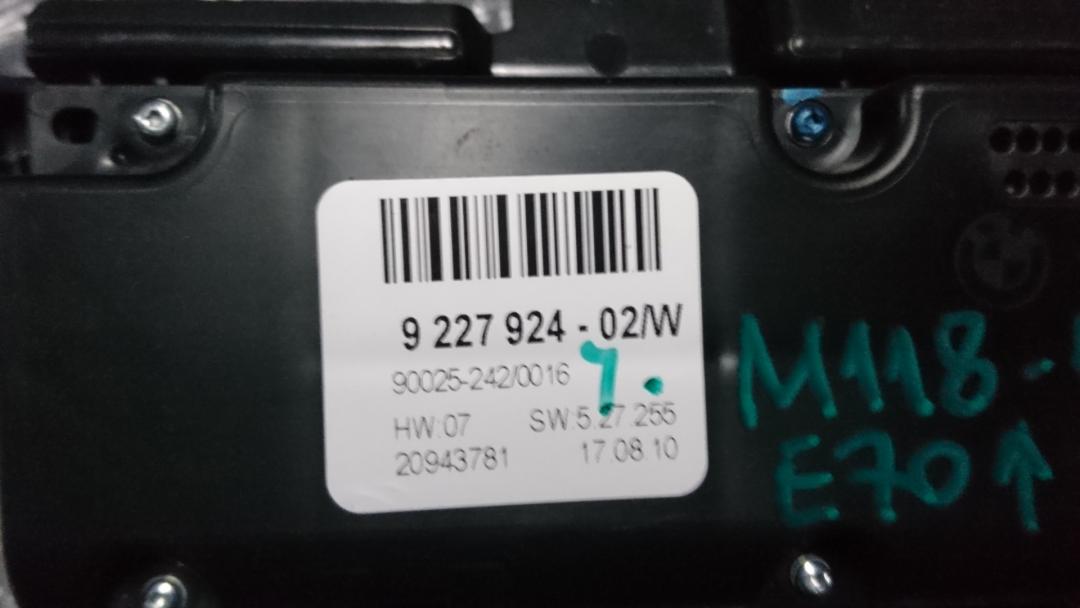 9 227 924 - 02/W
90025-242/0016
HW:07 SW:5.27.255
20943781 17.08.10
M118-
E70↑